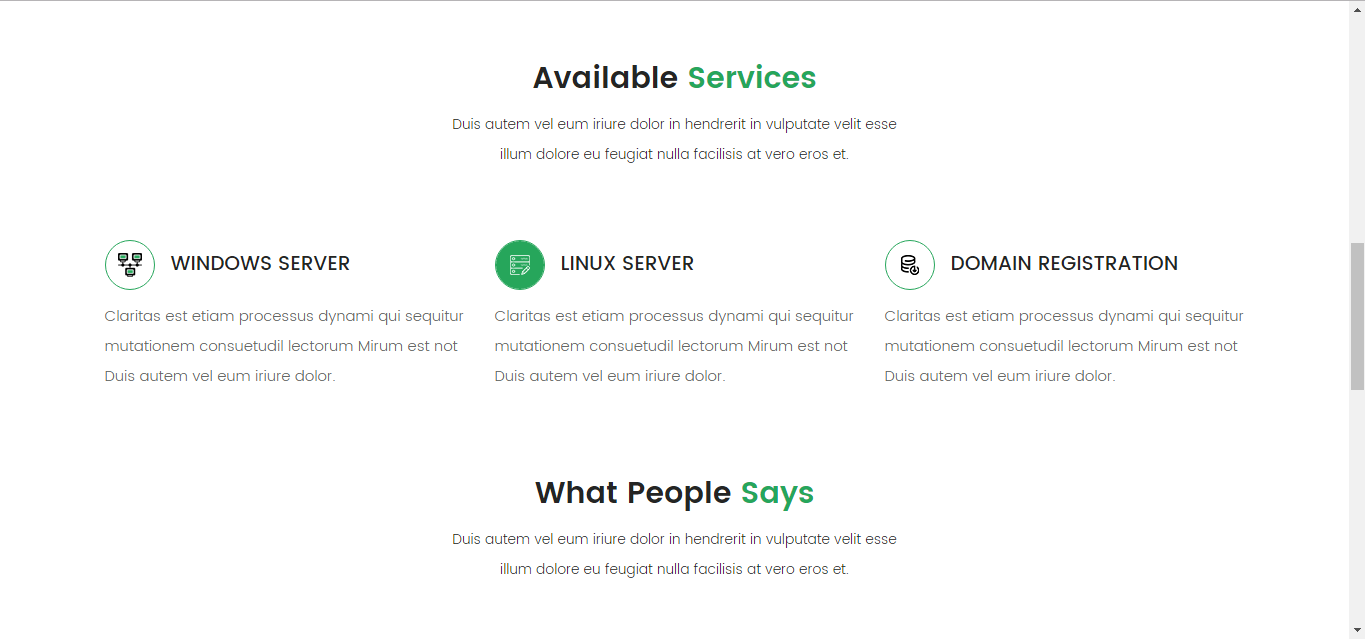 Available Services
Duis autem vel eum iriure dolor in hendrerit in vulputate velit esse
illum dolore eu feugiat nulla facilisis at vero eros et.
WINDOWS SERVER
Claritas est etiam processus dynami qui sequitur
mutationem consuetudil lectorum Mirum est not
Duis autem vel eum iriure dolor.
LINUX SERVER
Claritas est etiam processus dynami qui sequitur
mutationem consuetudil lectorum Mirum est not
Duis autem vel eum iriure dolor.
DOMAIN REGISTRATION
Claritas est etiam processus dynami qui sequitur
mutationem consuetudil lectorum Mirum est not
Duis autem vel eum iriure dolor.
What People Says
Duis autem vel eum iriure dolor in hendrerit in vulputate velit esse
illum dolore eu feugiat nulla facilisis at vero eros et.